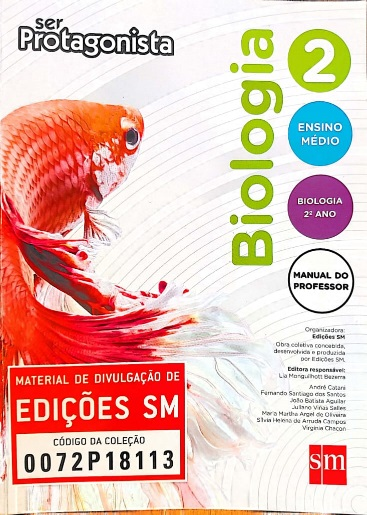 ser
Protagonista
Biologia
2
ENSINO
MÉDIO
BIOLOGIA
2º ANO
MANUAL DO
PROFESSOR
Organizadora:
Edições SM
Obra coletiva concebida,
desenvolvida e produzida
por Edições SM.
Editora responsável:
Lia Monguilhott Bezerra
André Catani
Fernando Santiago dos Santos
João Batista Aguilar
Juliano Viñas Salles
Maria Martha Argel de Oliveira
Sílvia Helena de Arruda Campos
Virginia Chacon
MATERIAL DE DIVULGAÇÃO DE
EDIÇÕES SM
CÓDIGO DA COLEÇÃO
0072P18113
sm